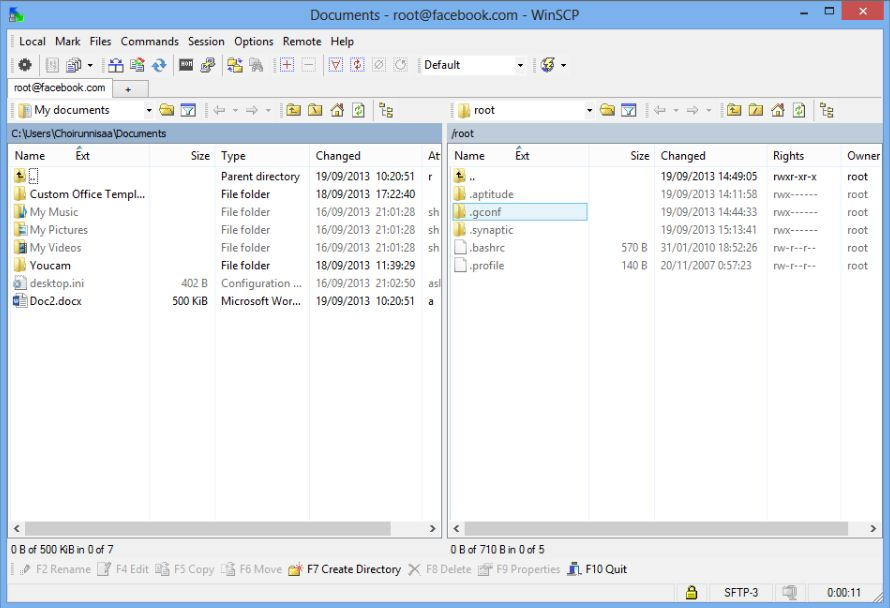 Documents - root@facebook.com - WinSCP
Local Mark Files Commands Session Options Remote Help
Default
root@facebook.com +
My documents root
C:\Users\Choirunnisaa\Documents /root
Name Ext Size Type Changed At Name Ext Size Changed Rights Owner
.. Parent directory 19/09/2013 10:20:51 r .. 19/09/2013 14:49:05 rwxr-xr-x root
Custom Office Templ... File folder 18/09/2013 17:22:40 .aptitude 19/09/2013 14:11:58 rwx------ root
My Music File folder 16/09/2013 21:01:28 sh .gconf 19/09/2013 14:44:33 rwx------ root
My Pictures File folder 16/09/2013 21:01:28 sh .synaptic 19/09/2013 15:13:41 rwx------ root
My Videos File folder 16/09/2013 21:01:28 sh .bashrc 570 B 31/01/2010 18:52:26 rw-r--r-- root
Youcam File folder 18/09/2013 11:39:29 .profile 140 B 20/11/2007 0:57:23 rw-r--r-- root
desktop.ini 402 B Configuration ... 16/09/2013 21:02:50 asl
Doc2.docx 500 KiB Microsoft Wor... 19/09/2013 10:20:51 a
0 B of 500 KiB in 0 of 7 0 B of 710 B in 0 of 5
F2 Rename F4 Edit F5 Copy F6 Move F7 Create Directory F8 Delete F9 Properties F10 Quit
SFTP-3 0:00:11